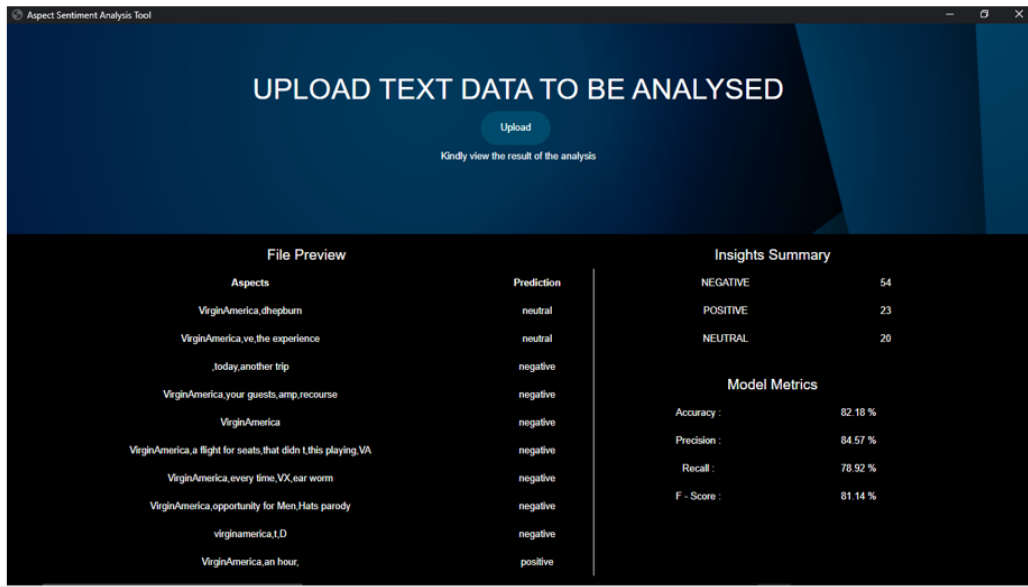 Aspect Sentiment Analysis Tool
UPLOAD TEXT DATA TO BE ANALYSED
Upload
Kindly view the result of the analysis
File Preview
Aspects Prediction
VirginAmerica,dhepburn neutral
VirginAmerica,ve,the experience neutral
,today,another trip negative
VirginAmerica,your guests,amp,recourse negative
VirginAmerica negative
VirginAmerica,a flight for seats,that didn t,this playing,VA negative
VirginAmerica,every time,VX,ear worm negative
VirginAmerica,opportunity for Men,Hats parody negative
virginamerica,t,D negative
VirginAmerica,an hour, positive
Insights Summary
NEGATIVE 54
POSITIVE 23
NEUTRAL 20
Model Metrics
Accuracy : 82.18 %
Precision : 84.57 %
Recall : 78.92 %
F - Score : 81.14 %